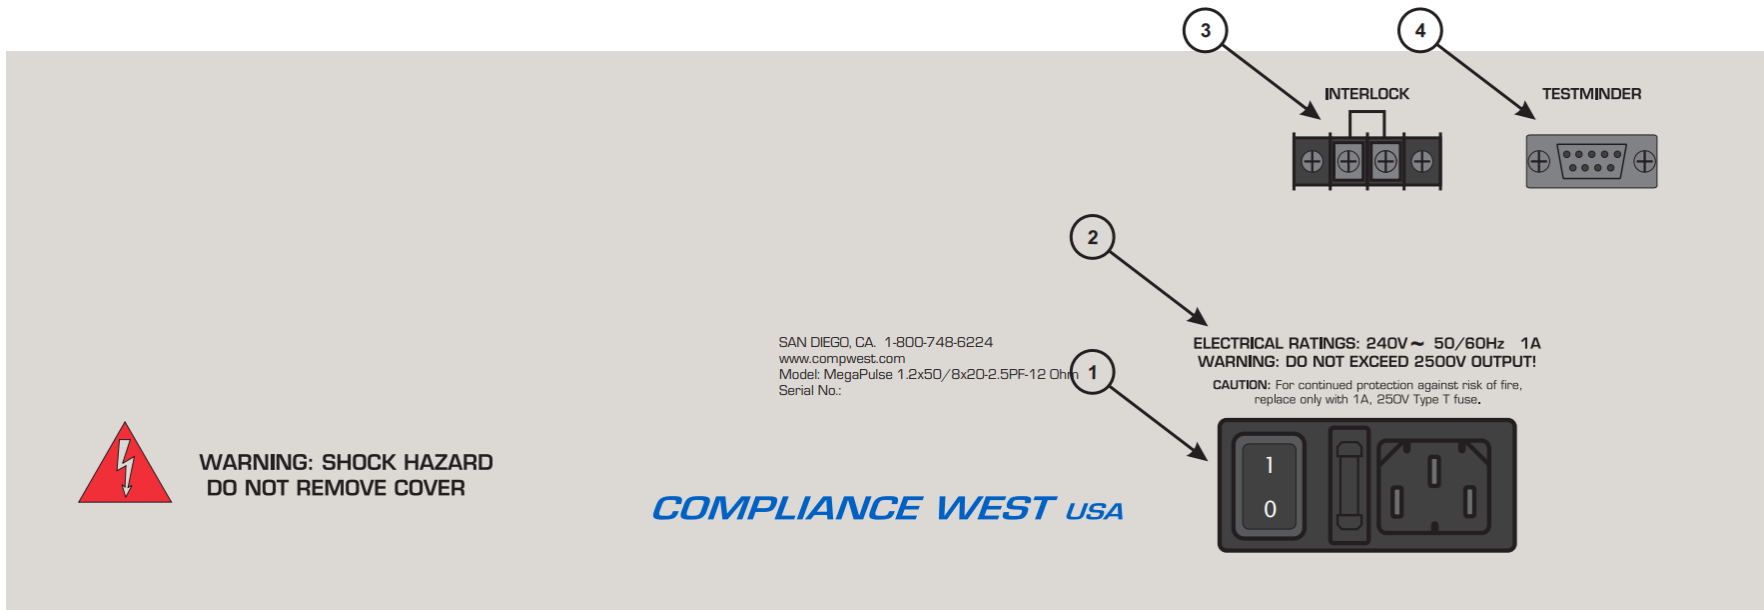 3
4
INTERLOCK
TESTMINDER
2
SAN DIEGO, CA. 1-800-748-6224
www.compwest.com
Model: MegaPulse 1.2x50/8x20-2.5PF-12 Ohm
Serial No.:
1
ELECTRICAL RATINGS: 240V~ 50/60Hz 1A
WARNING: DO NOT EXCEED 2500V OUTPUT!
CAUTION: For continued protection against risk of fire,
replace only with 1A, 250V Type T fuse.
1
0
WARNING: SHOCK HAZARD
DO NOT REMOVE COVER
COMPLIANCE WEST USA